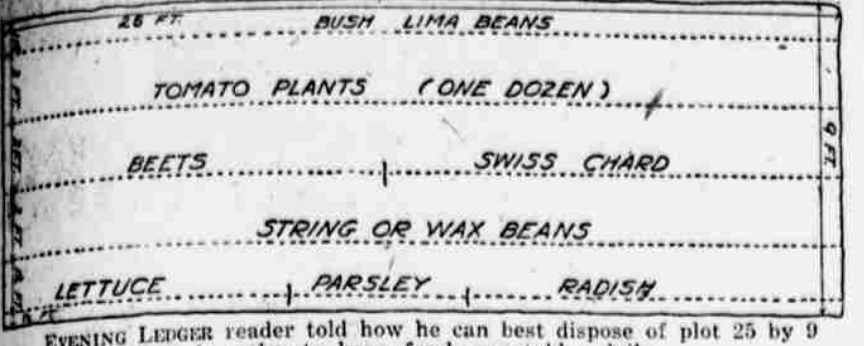 25 FT. BUSH LIMA BEANS
TOMATO PLANTS (ONE DOZEN)
9 FT.
BEETS SWISS CHARD
STRING OR WAX BEANS
LETTUCE PARSLEY RADISH
EVENING LEDGER reader told how he can best dispose of plot 25 by 9